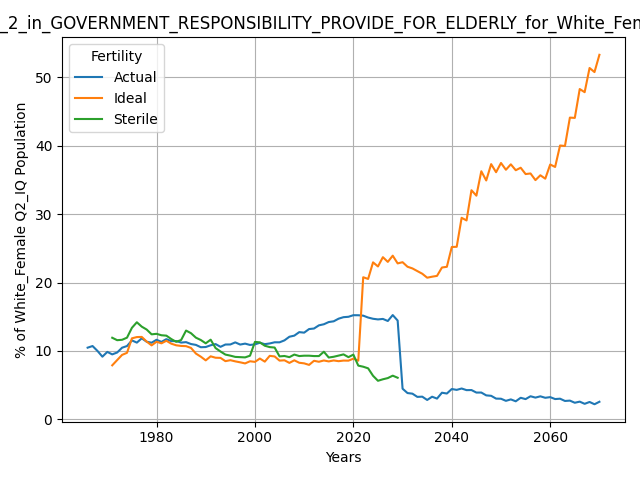 _2_in_GOVERNMENT_RESPONSIBILITY_PROVIDE_FOR_ELDERLY_for_White_Fem
Fertility
Actual
Ideal
Sterile
% of White_Female Q2_IQ Population
50
40
30
20
10
0
1980
2000
2020
2040
2060
Years